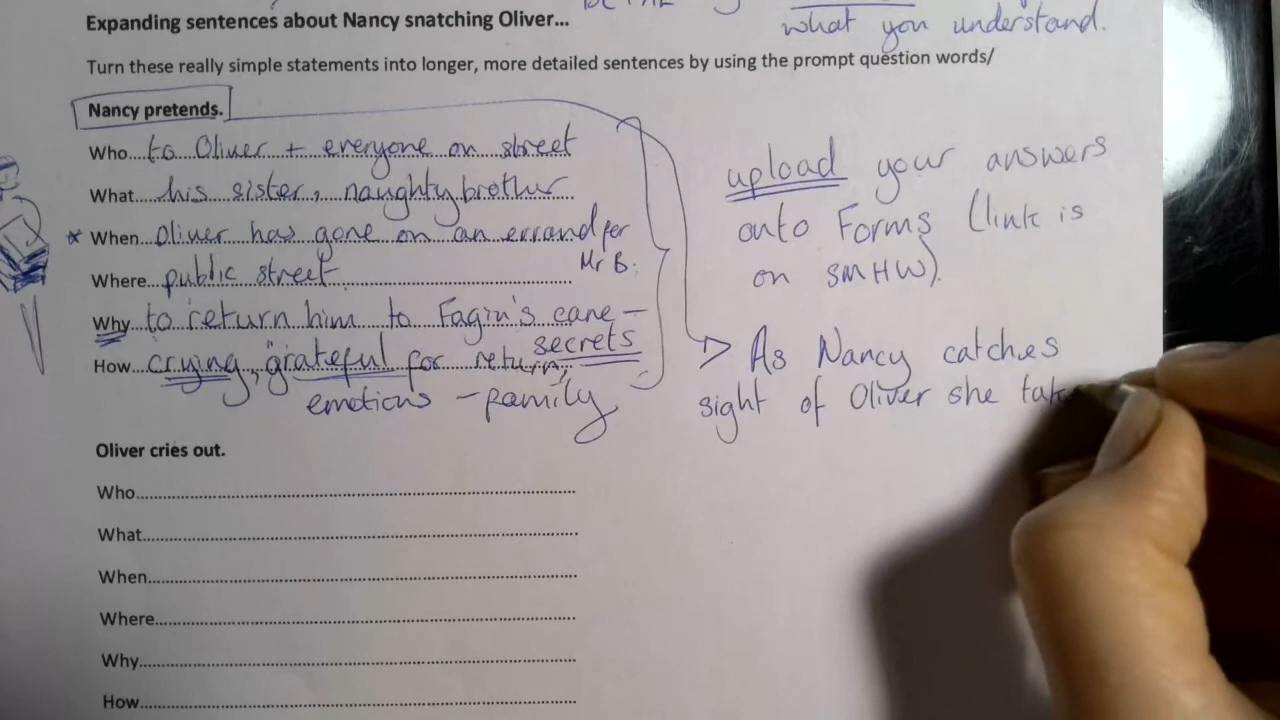 Expanding sentences about Nancy snatching Oliver...
what you understand.
Turn these really simple statements into longer, more detailed sentences by using the prompt question words/
Nancy pretends.
Who....to Oliver + everyone on street
What....his sister, naughty brother
* When...Oliver has gone on an errand for
Mr B.
Where...public street
Why...to return him to Fagin's cane –
secrets
How...crying, "grateful for return,
emotions – family
upload your answers
onto Forms (link is
on SMHW).
> As Nancy catches
sight of Oliver she
Oliver cries out.
Who....................
What....................
When....................
Where....................
Why....................
How....................